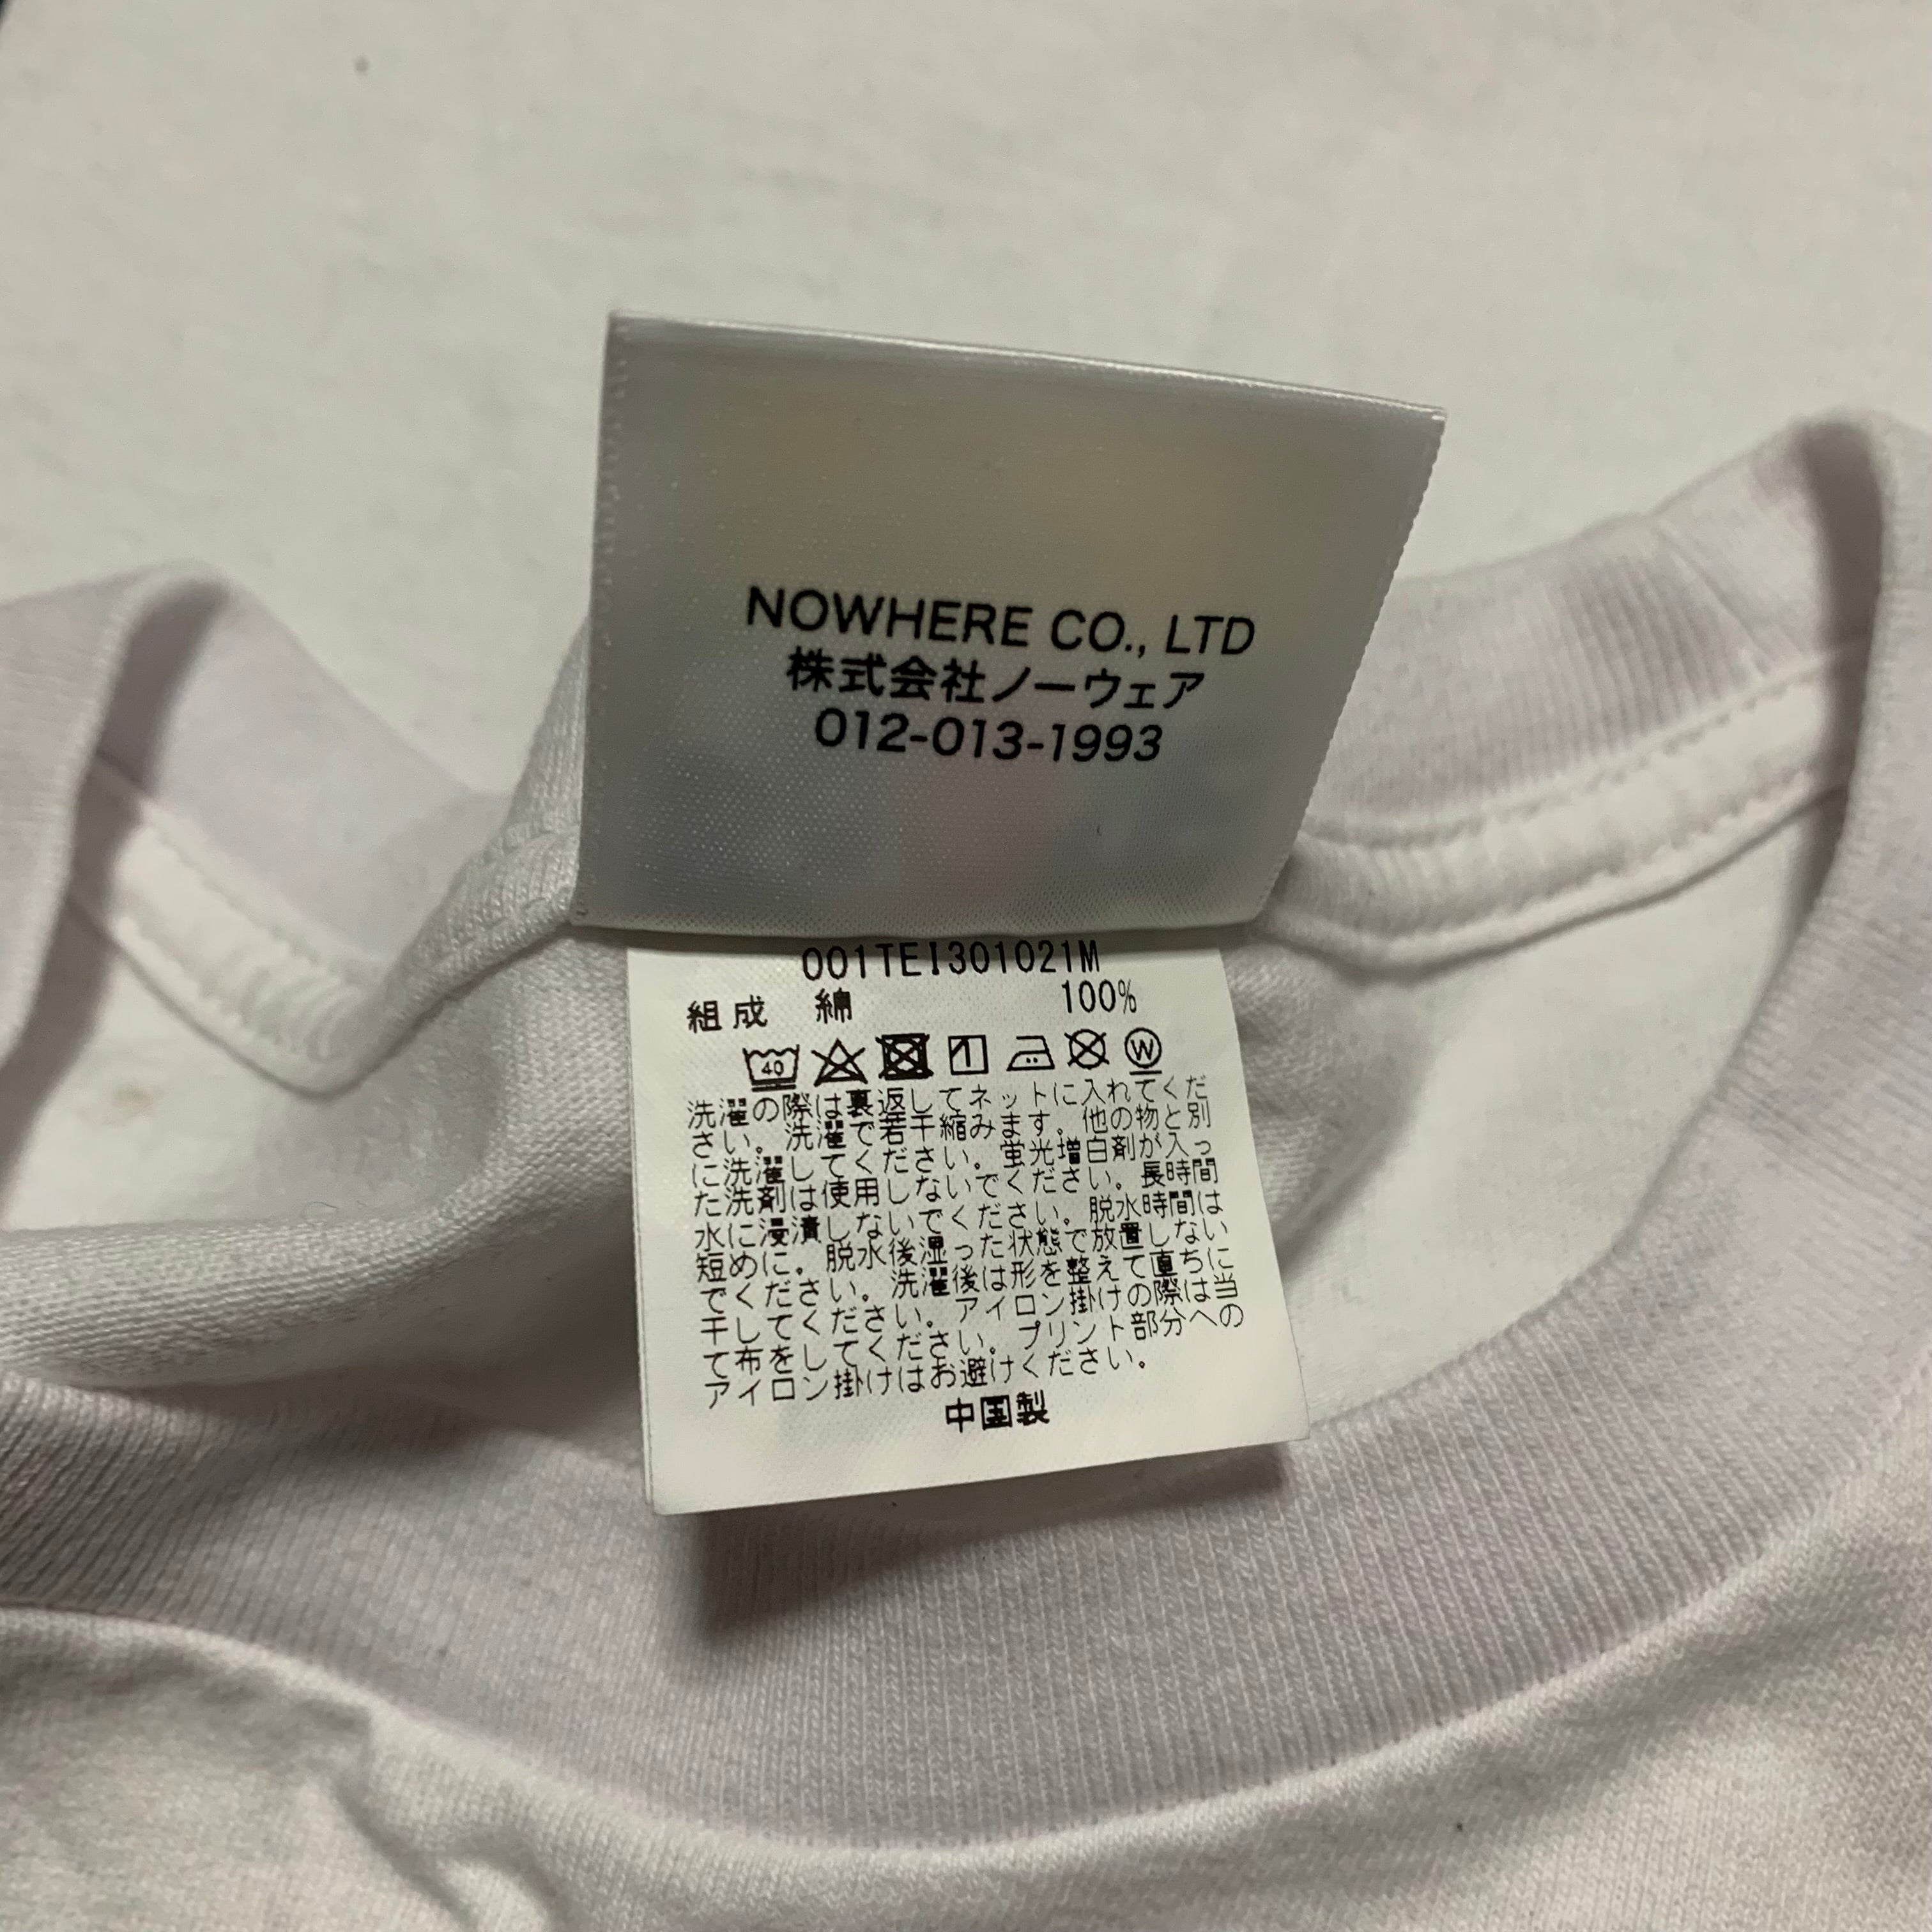 NOWHERE CO., LTD
株式会社ノーウェア
012-013-1993
001TEI301021M
組成 綿 100%
40 W
洗濯の際は裏返してネットに入れてくだ
さい。洗濯で若干縮みます。他の物と別
に洗濯してください。蛍光増白剤が入っ
た洗剤は使用しないでください。長時間
水に浸漬しないでください。脱水時間は
短めに。脱水後湿った状態で放置しない
でください。洗濯後は形を整えて直ちに
干してください。アイロン掛けの際は当
て布をしてください。プリント部分への
アイロン掛けはお避けください。
中国製